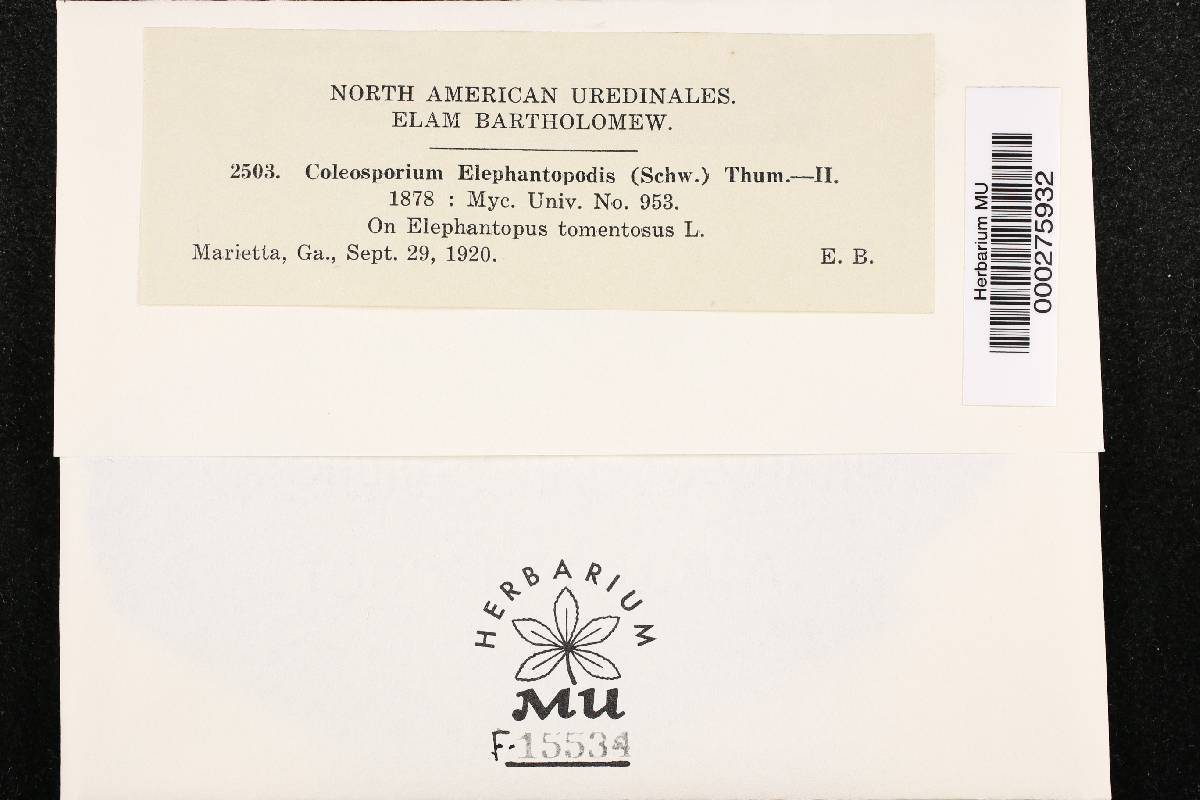 NORTH AMERICAN UREDINALES.
ELAM BARTHOLOMEW.
2503. Coleosporium Elephantopodis (Schw.) Thum.—II.
1878 : Myc. Univ. No. 953.
On Elephantopus tomentosus L.
Marietta, Ga., Sept. 29, 1920. E. B.
Herbarium MU
000275932
HERBARIUM
MU
F-15534